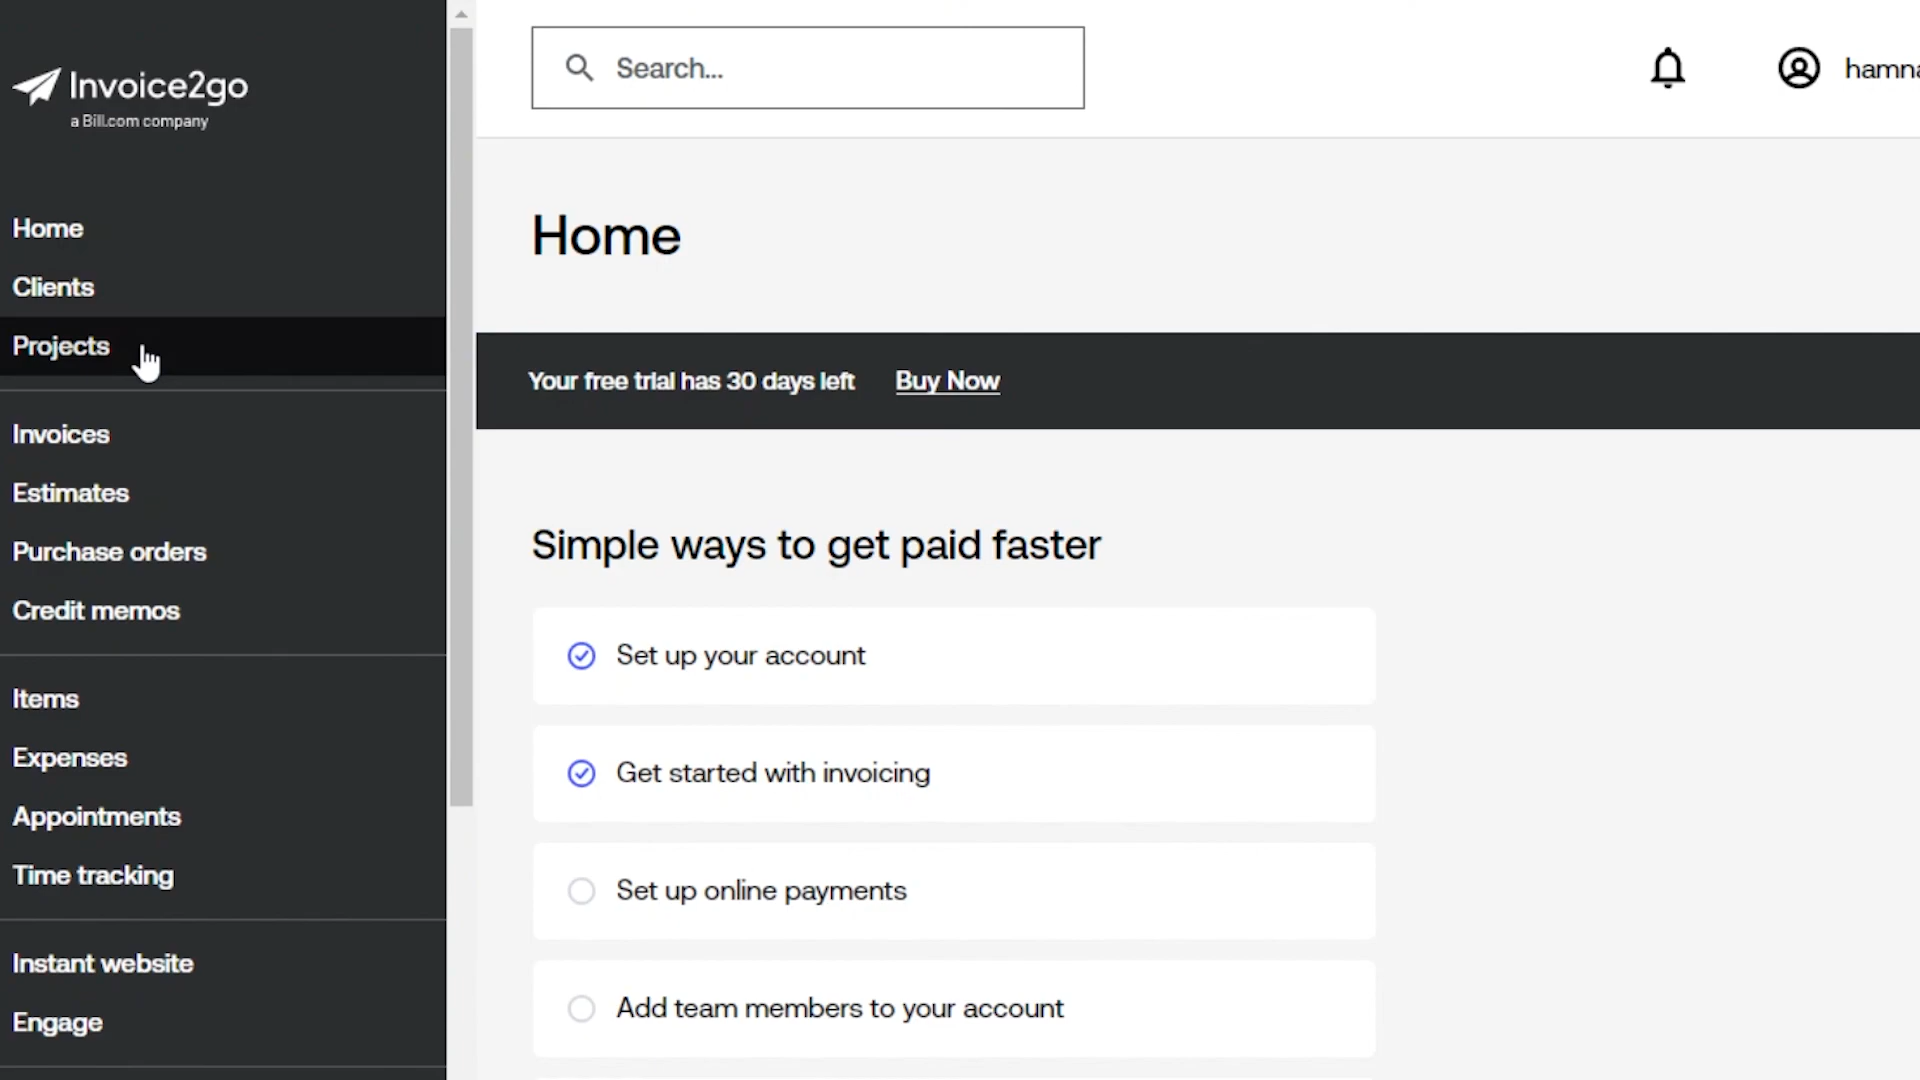 Invoice2go
a Bill.com company
Home
Clients
Projects
Invoices
Estimates
Purchase orders
Credit memos
Items
Expenses
Appointments
Time tracking
Instant website
Engage
Search...
hamna
Home
Your free trial has 30 days left Buy Now
Simple ways to get paid faster
Set up your account
Get started with invoicing
Set up online payments
Add team members to your account